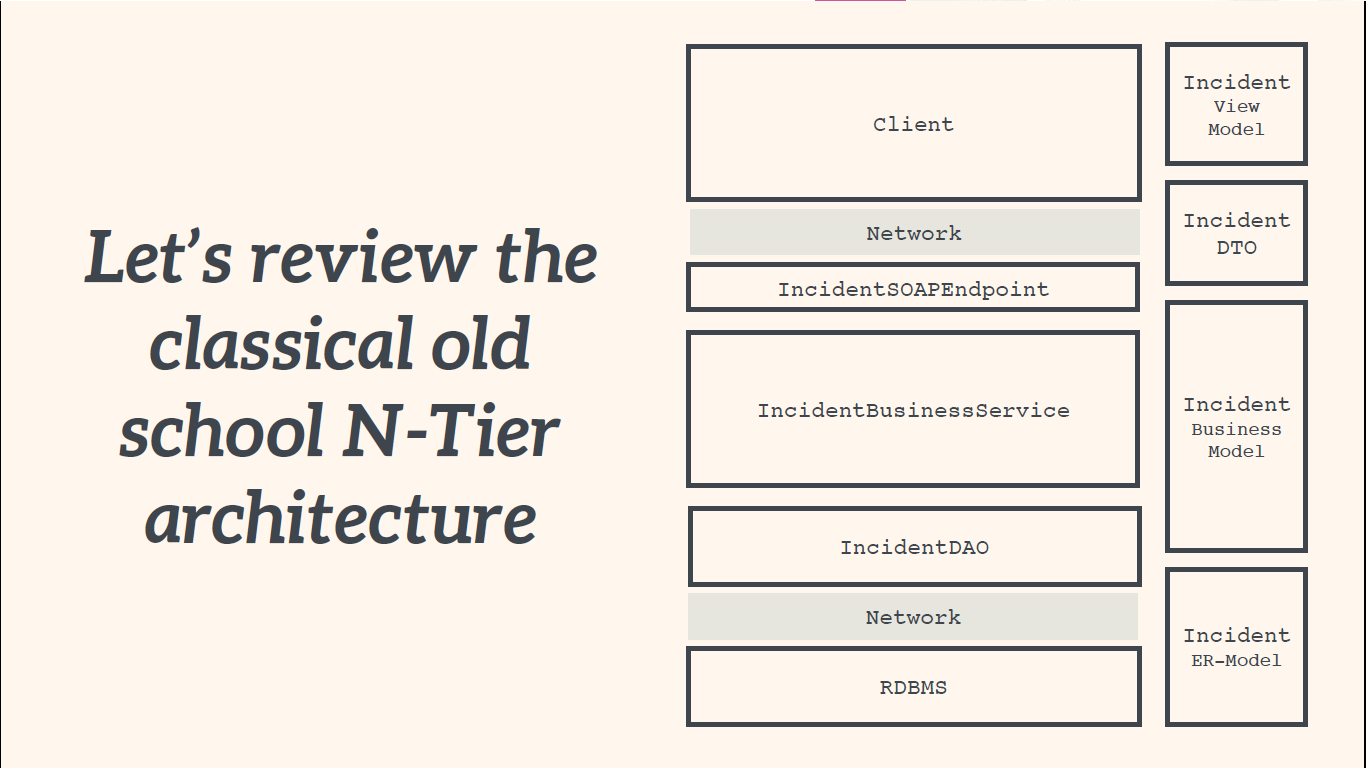 Let’s review the
classical old
school N-Tier
architecture
Client
Network
IncidentSOAPEndpoint
IncidentBusinessService
IncidentDAO
Network
RDBMS
Incident
View
Model
Incident
DTO
Incident
Business
Model
Incident
ER-Model